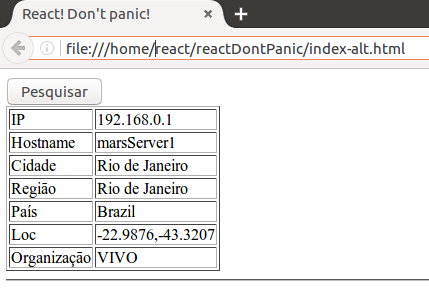 React! Don't panic!
file:///home/react/reactDontPanic/index-alt.html
Pesquisar
IP 192.168.0.1
Hostname marsServer1
Cidade Rio de Janeiro
Região Rio de Janeiro
País Brazil
Loc -22.9876,-43.3207
Organização VIVO